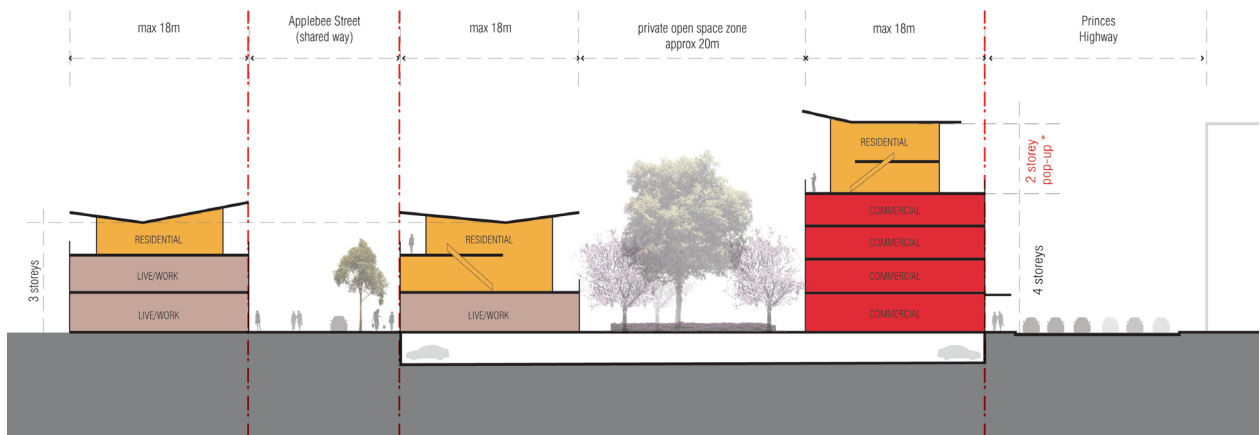 max 18m
Applebee Street
(shared way)
max 18m
private open space zone
approx 20m
max 18m
Princes
Highway
RESIDENTIAL
2 storey
pop-up *
COMMERCIAL
COMMERCIAL
COMMERCIAL
COMMERCIAL
4 storeys
3 storeys
RESIDENTIAL
LIVE/WORK
LIVE/WORK
RESIDENTIAL
LIVE/WORK